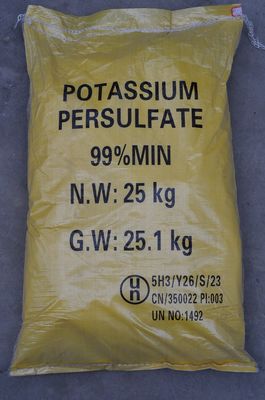 POTASSIUM
PERSULFATE
99%MIN
N.W: 25 kg
G.W: 25.1 kg
un
5H3/Y26/S/23
CN/350022 PI:003
UN NO:1492